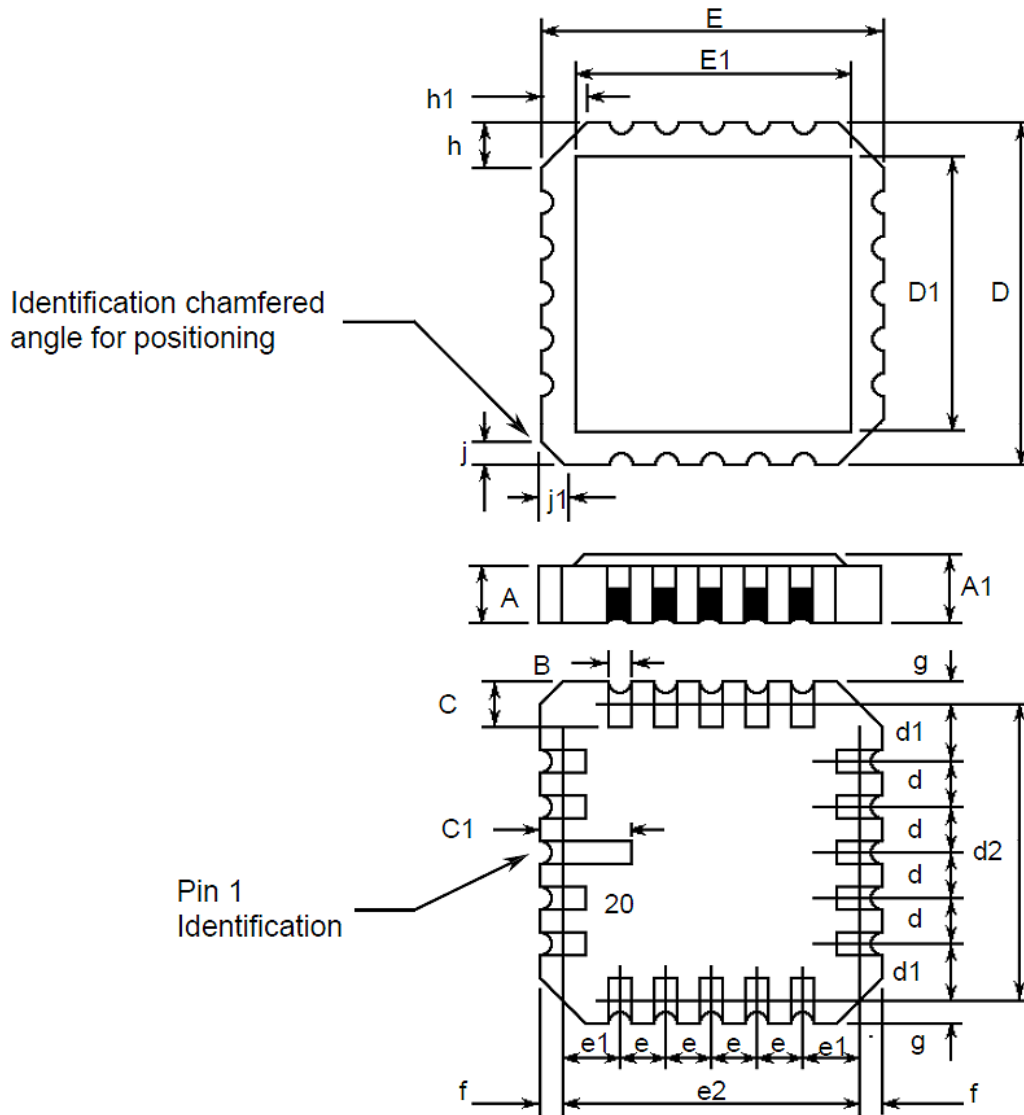 E
E1
h1
h
D1
D
Identification chamfered
angle for positioning
j
j1
A
A1
B
g
C
d1
d
C1
d
d2
d
Pin 1
Identification
20
d
d1
e1 e e e e e1
g
f
e2
f